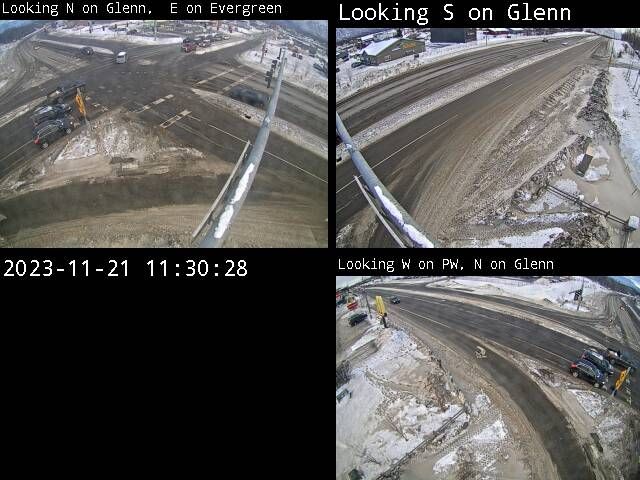 Looking N on Glenn,  E on Evergreen
Looking S on Glenn
2023-11-21 11:30:28
Looking W on PW, N on Glenn